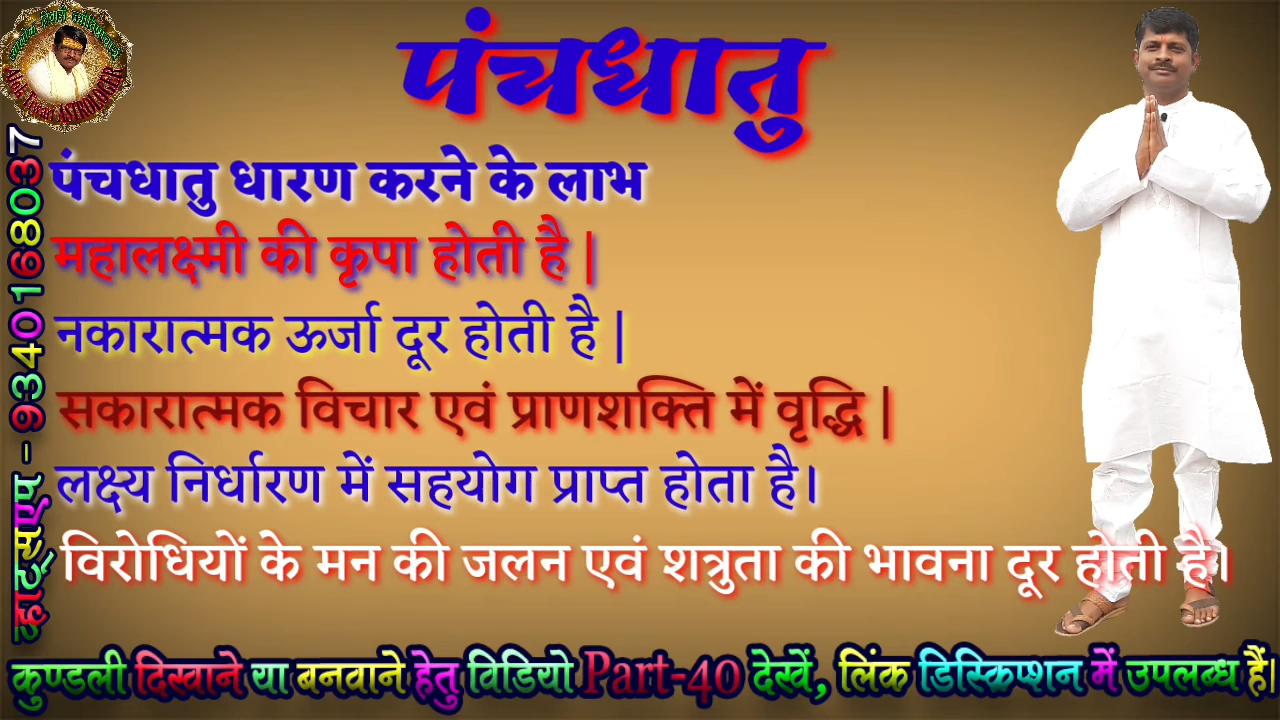 पंचधातु
पंचधातु धारण करने के लाभ
महालक्ष्मी की कृपा होती है |
नकारात्मक ऊर्जा दूर होती है |
सकारात्मक विचार एवं प्राणशक्ति में वृद्धि |
लक्ष्य निर्धारण में सहयोग प्राप्त होता है।
विरोधियों के मन की जलन एवं शत्रुता की भावना दूर होती है।
व्हाट्सएप - 9340168037
कुण्डली दिखाने या बनवाने हेतु विडियो Part-40 देखें, लिंक डिस्क्रिप्शन में उपलब्ध हैं।